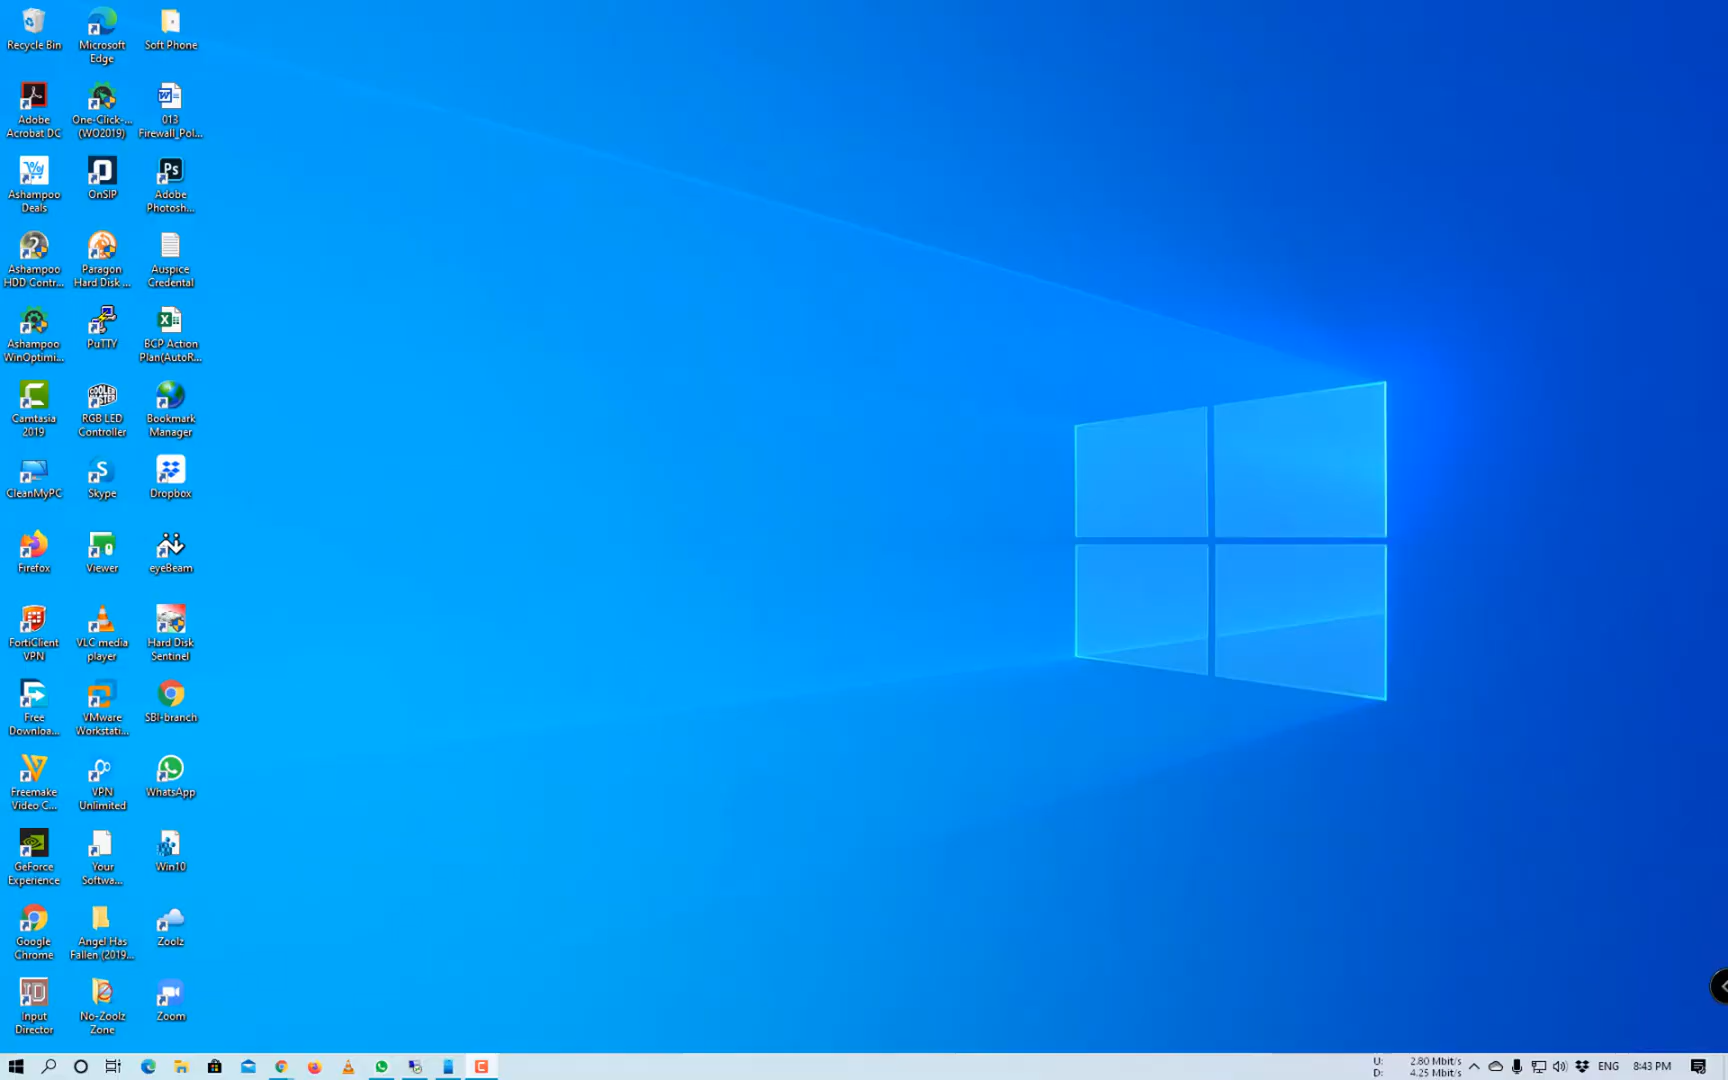 Recycle Bin
Microsoft
Edge
Soft Phone
Adobe
Acrobat DC
One-Click-...
(WO2019)
013
Firewall_Pol...
Ashampoo
Deals
OnSIP
Adobe
Photosh...
Ashampoo
HDD Contr...
Paragon
Hard Disk ...
Auspice
Credental
Ashampoo
WinOptimi...
PuTTY
BCP Action
Plan(AutoR...
Camtasia
2019
RGB LED
Controller
Bookmark
Manager
CleanMyPC
Skype
Dropbox
Firefox
Viewer
eyeBeam
FortiClient
VPN
VLC media
player
Hard Disk
Sentinel
Free
Downloa...
VMware
Workstati...
SBI-branch
Freemake
Video C...
VPN
Unlimited
WhatsApp
GeForce
Experience
Your
Softwa...
Win10
Google
Chrome
Angel Has
Fallen (2019...
Zoolz
Input
Director
No-Zoolz
Zone
Zoom
U: 2.80 Mbit/s
D: 4.25 Mbit/s
ENG
8:43 PM